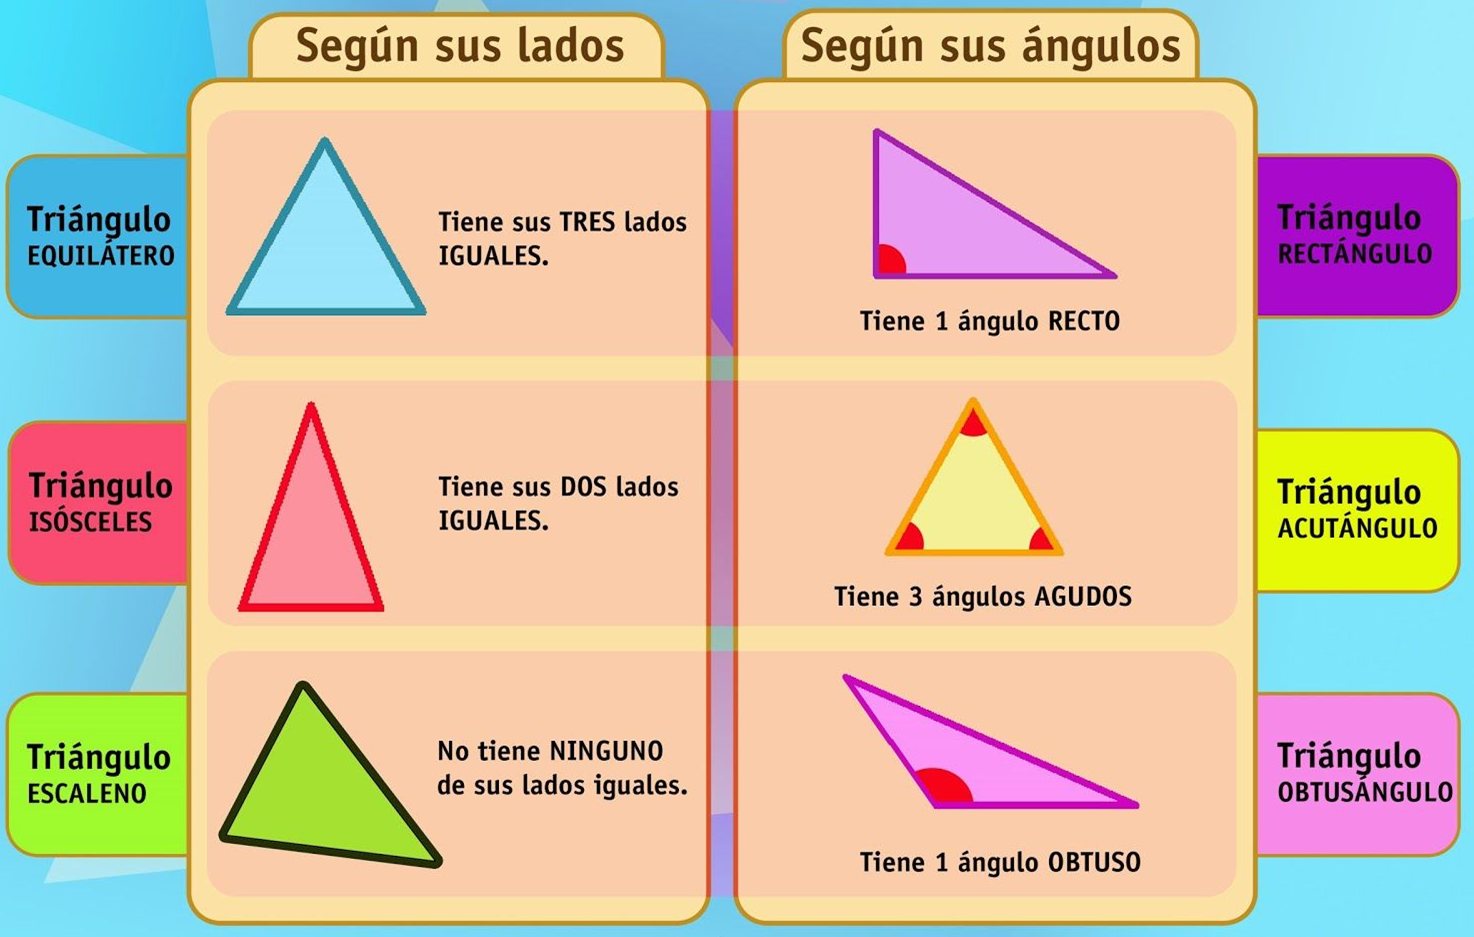 Según sus lados
Triángulo
EQUILÁTERO
Tiene sus TRES lados
IGUALES.
Triángulo
ISÓSCELES
Tiene sus DOS lados
IGUALES.
Triángulo
ESCALENO
No tiene NINGUNO
de sus lados iguales.
Según sus ángulos
Triángulo
RECTÁNGULO
Tiene 1 ángulo RECTO
Triángulo
ACUTÁNGULO
Tiene 3 ángulos AGUDOS
Triángulo
OBTUSÁNGULO
Tiene 1 ángulo OBTUSO